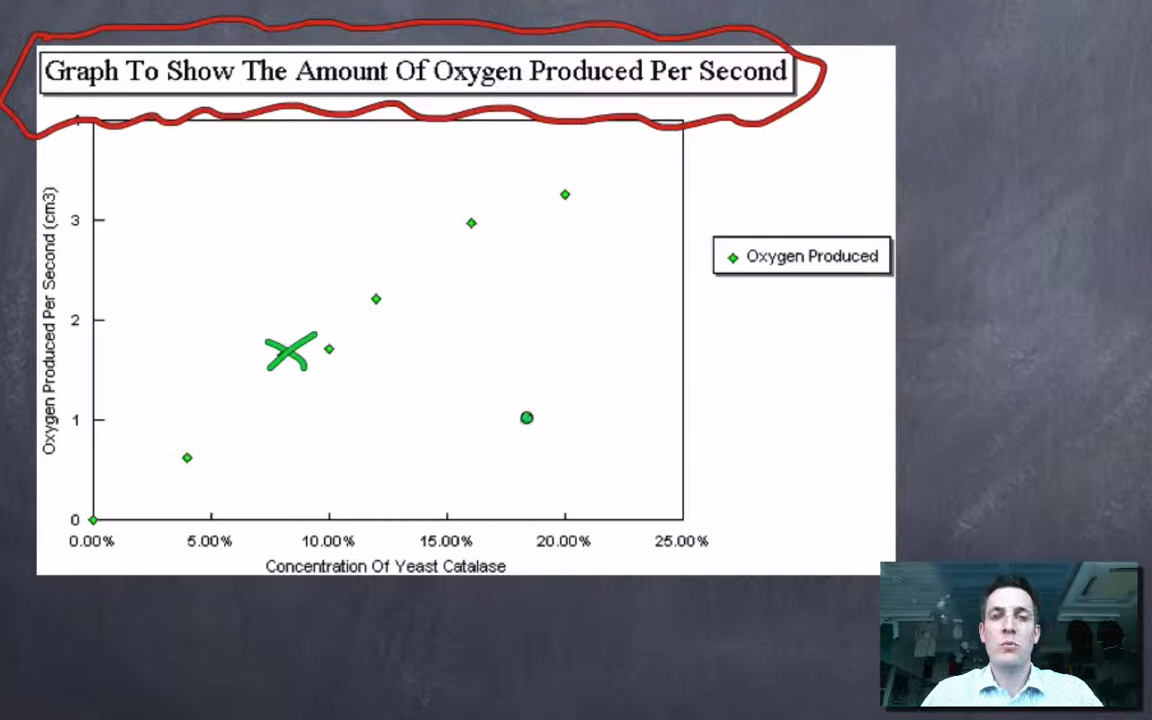 Graph To Show The Amount Of Oxygen Produced Per Second
Oxygen Produced Per Second (cm3)
3
2
1
0
0.00% 5.00% 10.00% 15.00% 20.00% 25.00%
Concentration Of Yeast Catalase
Oxygen Produced